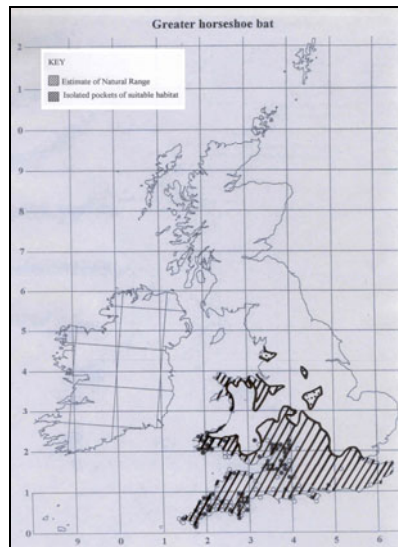 Greater horseshoe bat
KEY
Estimate of Natural Range
Isolated pockets of suitable habitat
2
1
0
9
8
7
6
5
4
3
2
1
0
9 0 1 2 3 4 5 6